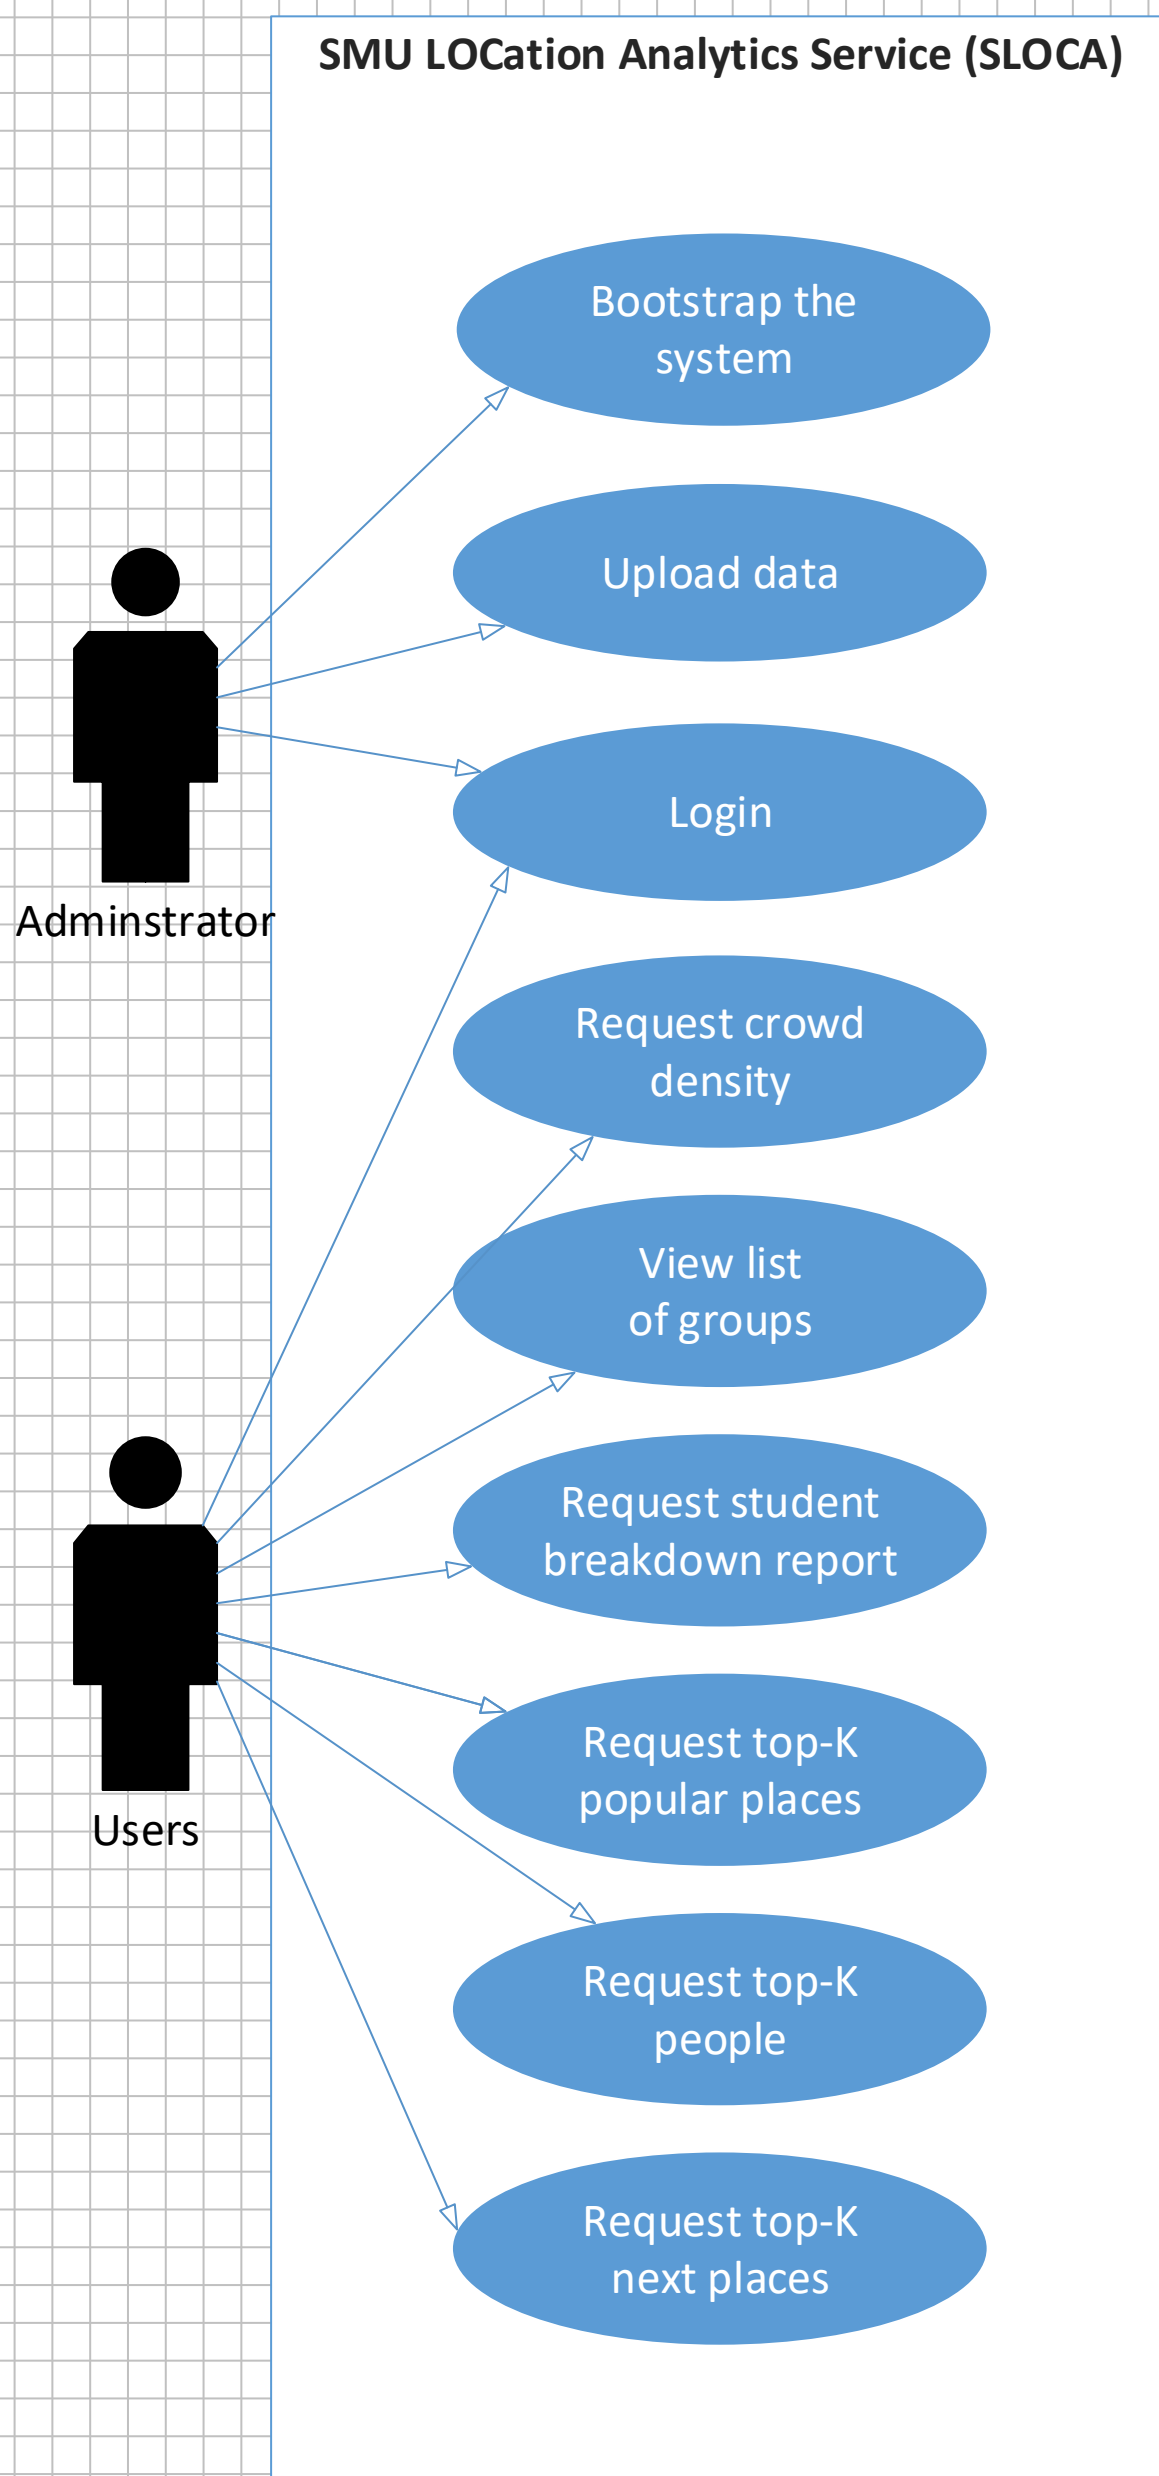 SMU LOCation Analytics Service (SLOCA)
Bootstrap the
system
Upload data
Login
Adminstrator
Request crowd
density
View list
of groups
Request student
breakdown report
Request top-K
popular places
Users
Request top-K
people
Request top-K
next places